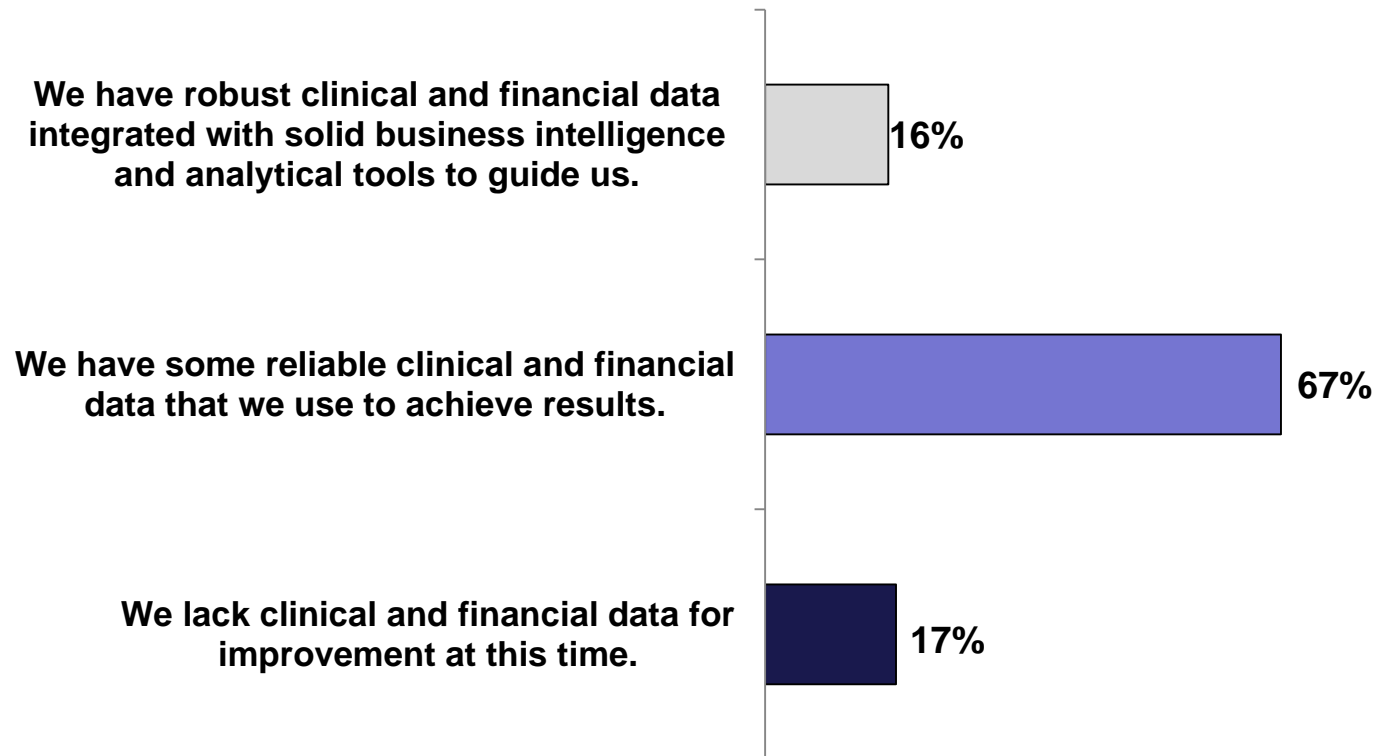 We have robust clinical and financial data
integrated with solid business intelligence
and analytical tools to guide us.
16%
We have some reliable clinical and financial
data that we use to achieve results.
67%
We lack clinical and financial data for
improvement at this time.
17%